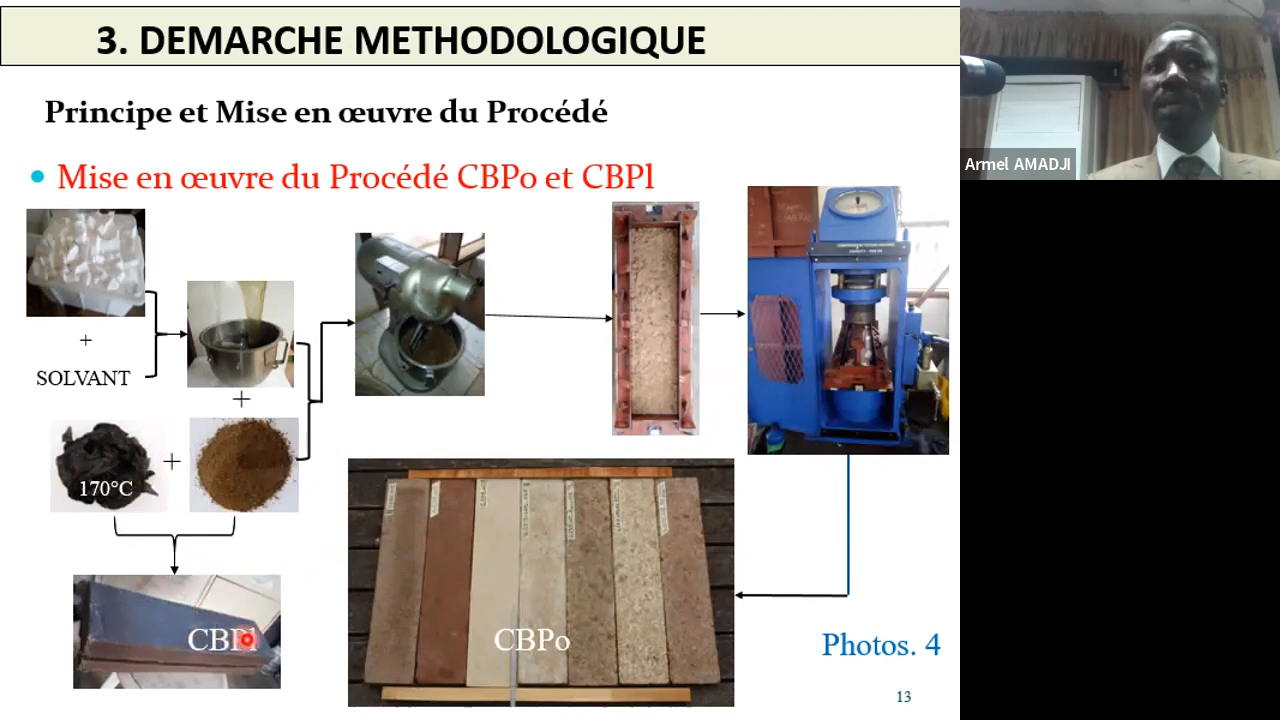 3. DEMARCHE METHODOLOGIQUE
Principe et Mise en œuvre du Procédé
• Mise en œuvre du Procédé CBPo et CBPl
Armel AMADJI
+
SOLVANT
+
+
170°C
CBPl
CBPo
Photos. 4
13